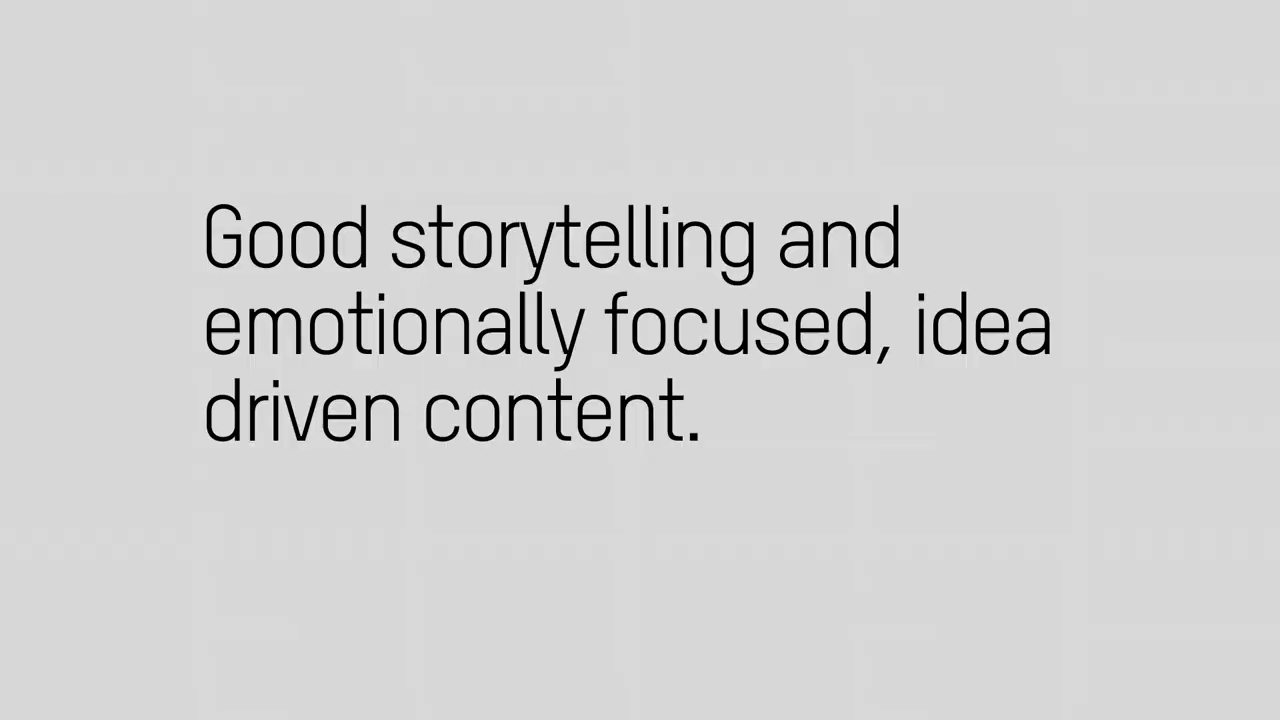 Good storytelling and
emotionally focused, idea
driven content.